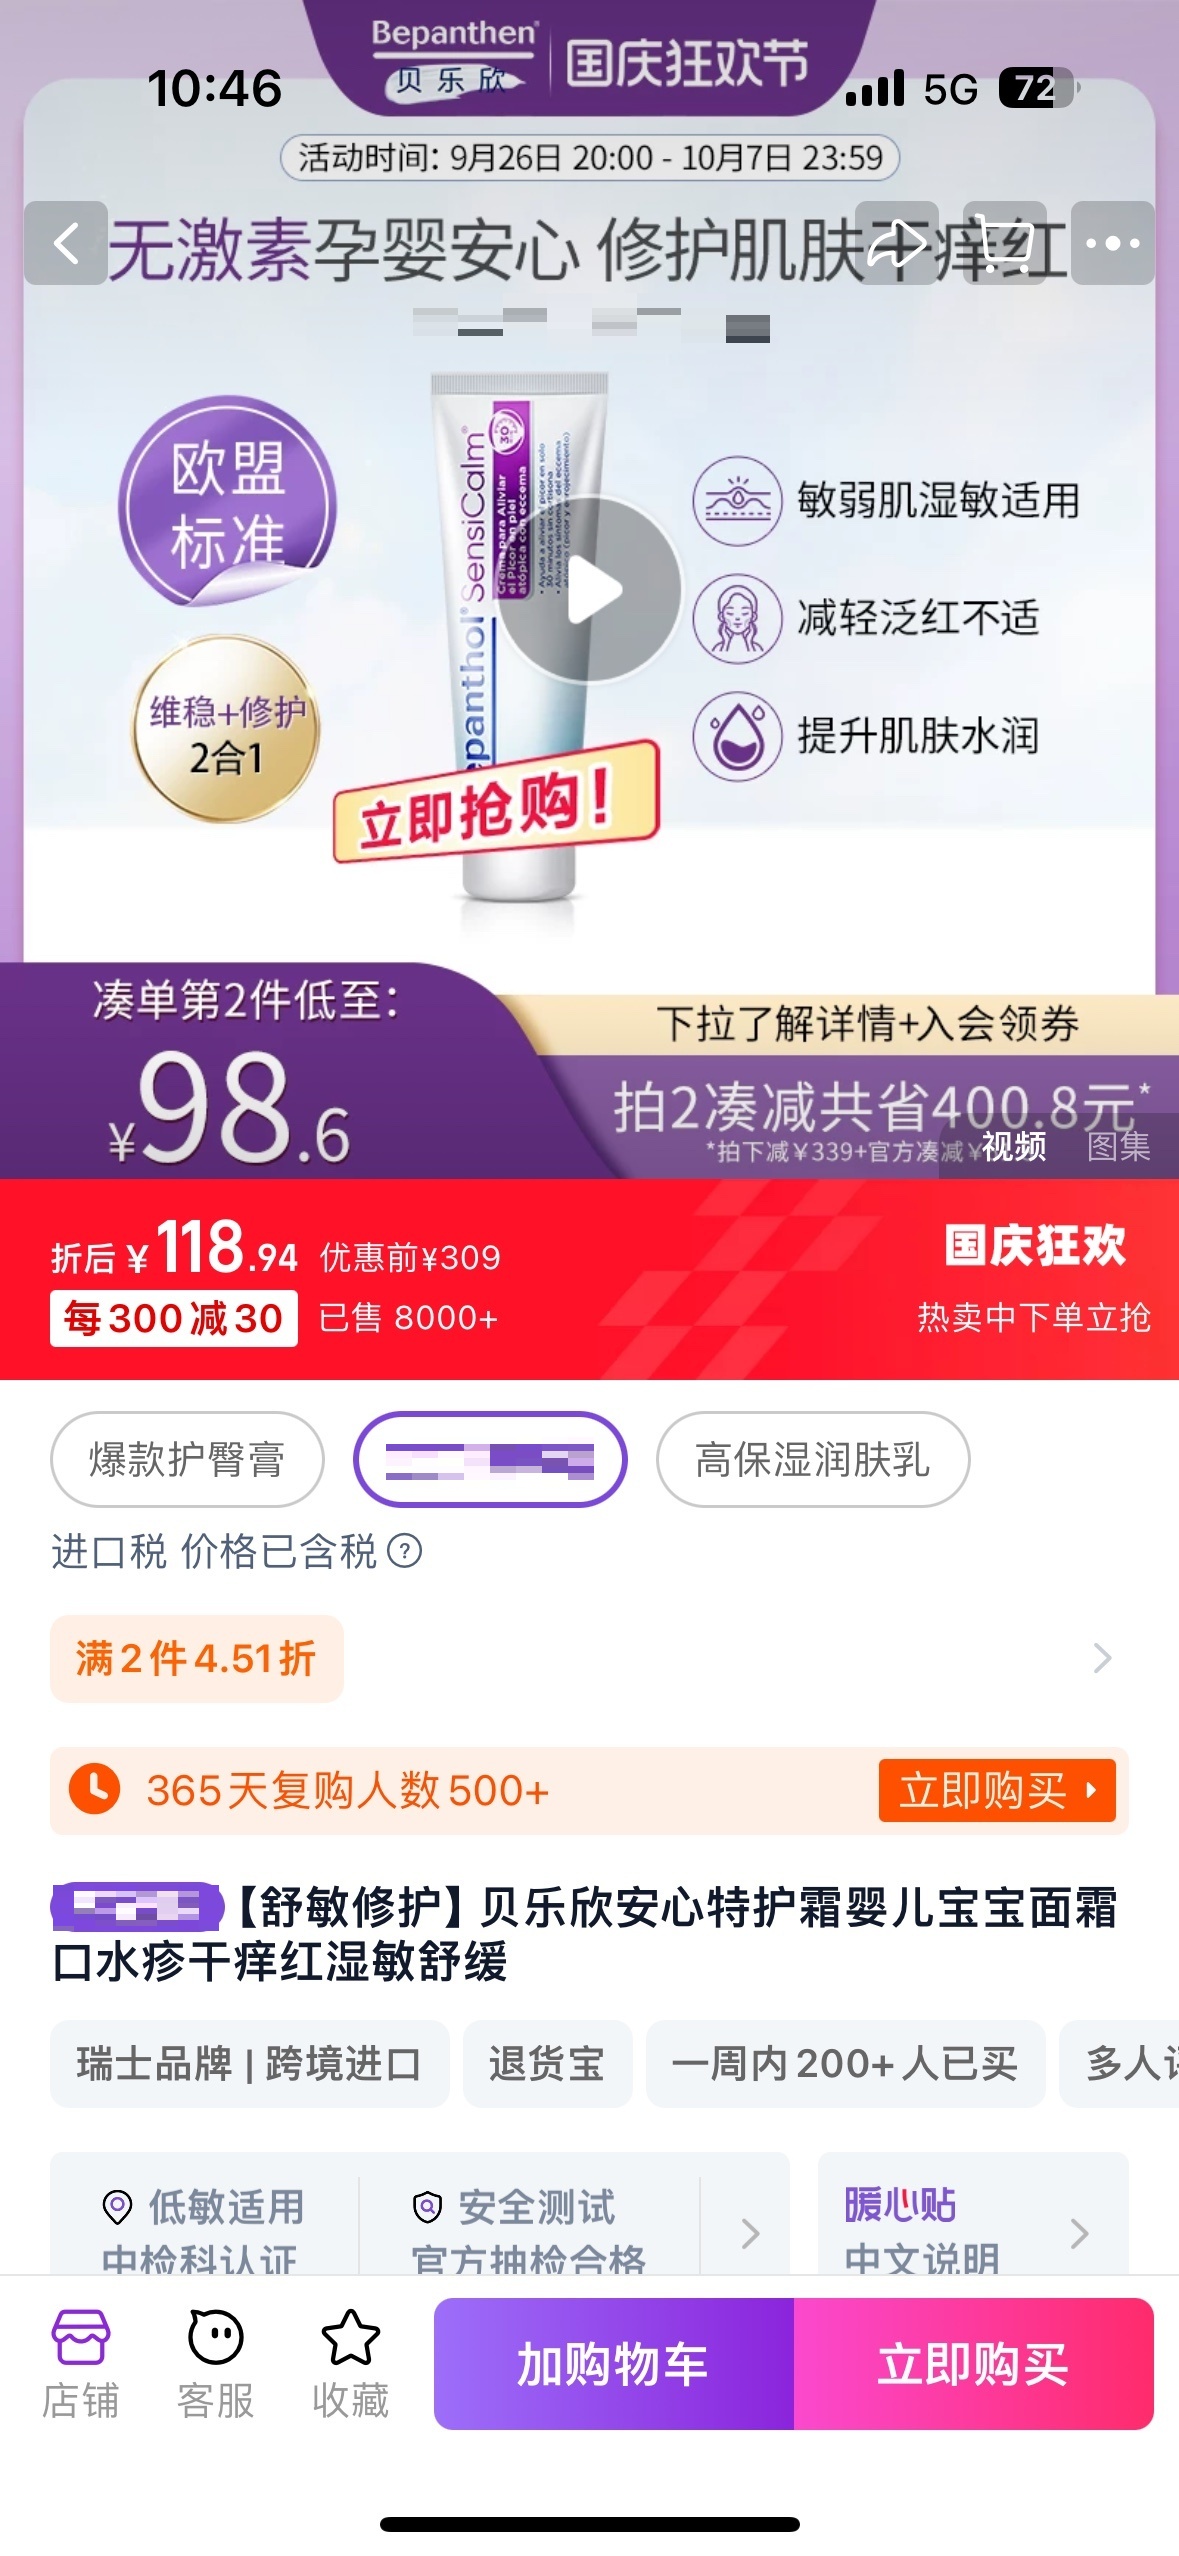 Bepanthen®
贝乐欣
国庆狂欢节
10:46
5G
72
活动时间：9月26日 20:00 - 10月7日 23:59
无激素孕婴安心 修护肌肤干痒红
欧盟
标准
维稳+修护
2合1
SensiCalm®
Crema para Aliviar
el Picor en piel
atópica con eccema
30
epanthol®
敏弱肌湿敏适用
减轻泛红不适
提升肌肤水润
立即抢购！
凑单第2件低至：
¥98.6
下拉了解详情+入会领券
拍2凑减共省400.8元*
*拍下减¥339+官方凑减¥
视频
图集
折后¥118.94 优惠前¥309
国庆狂欢
每300减30 已售 8000+
热卖中下单立抢
爆款护臀膏
高保湿润肤乳
进口税 价格已含税?
满2件4.51折
365天复购人数500+
立即购买
【舒敏修护】贝乐欣安心特护霜婴儿宝宝面霜
口水疹干痒红湿敏舒缓
瑞士品牌 | 跨境进口
退货宝
一周内200+人已买
多人
低敏适用
中检科认证
安全测试
官方抽检合格
暖心贴
中文说明
店铺
客服
收藏
加购物车
立即购买